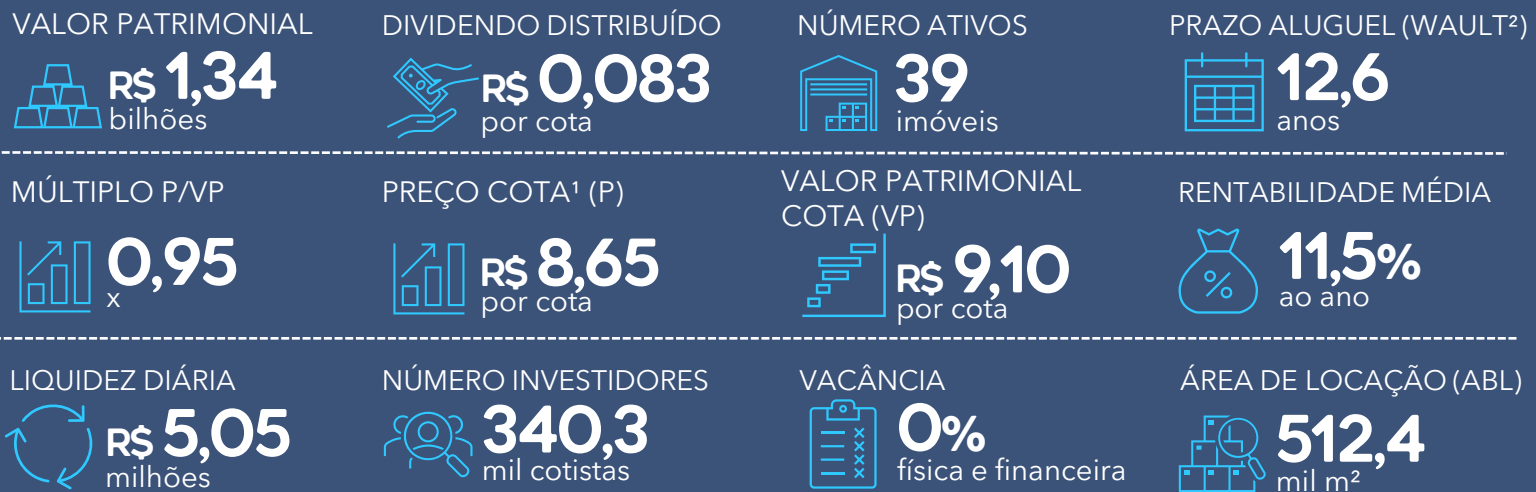 VALOR PATRIMONIAL
R$ 1,34
bilhões
DIVIDENDO DISTRIBUÍDO
R$ 0,083
por cota
NÚMERO ATIVOS
39
imóveis
PRAZO ALUGUEL (WAULT²)
12,6
anos
MÚLTIPLO P/VP
0,95
x
PREÇO COTA¹ (P)
R$ 8,65
por cota
VALOR PATRIMONIAL
COTA (VP)
R$ 9,10
por cota
RENTABILIDADE MÉDIA
%
11,5%
ao ano
LIQUIDEZ DIÁRIA
R$ 5,05
milhões
NÚMERO INVESTIDORES
340,3
mil cotistas
VACÂNCIA
0%
física e financeira
ÁREA DE LOCAÇÃO (ABL)
512,4
mil m²